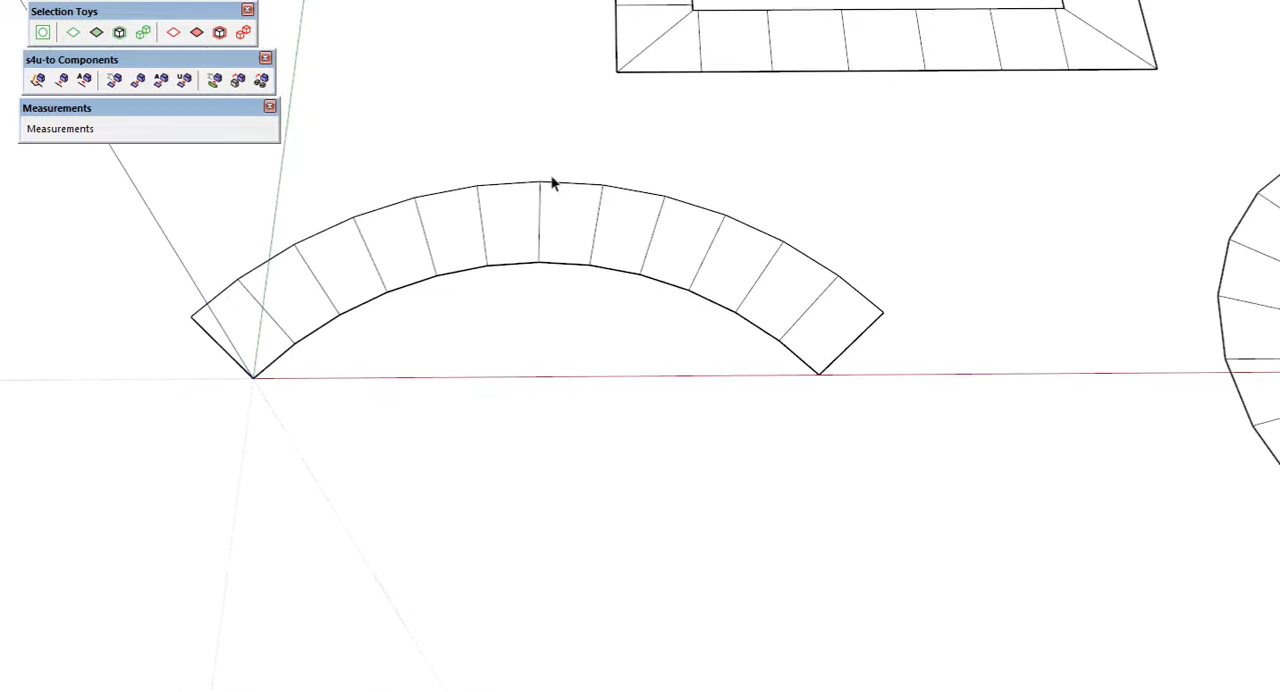 Selection Toys
s4u-to Components
Measurements
Measurements